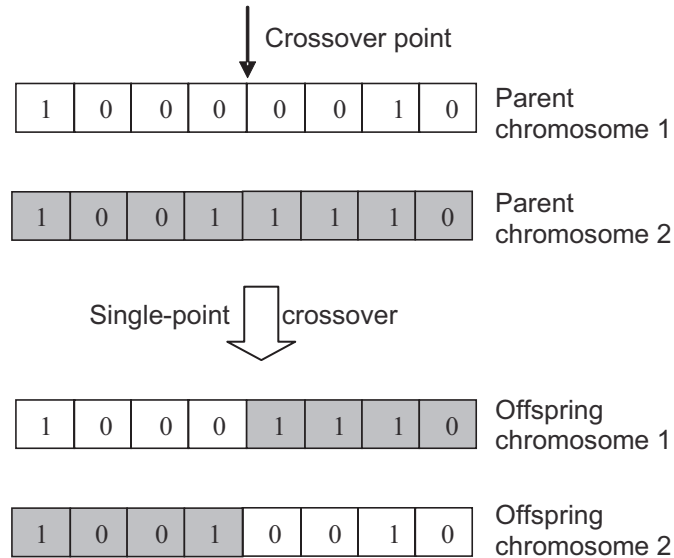 Crossover point
1 0 0 0 0 0 1 0
Parent
chromosome 1
1 0 0 1 1 1 1 0
Parent
chromosome 2
Single-point crossover
1 0 0 0 1 1 1 0
Offspring
chromosome 1
1 0 0 1 0 0 1 0
Offspring
chromosome 2